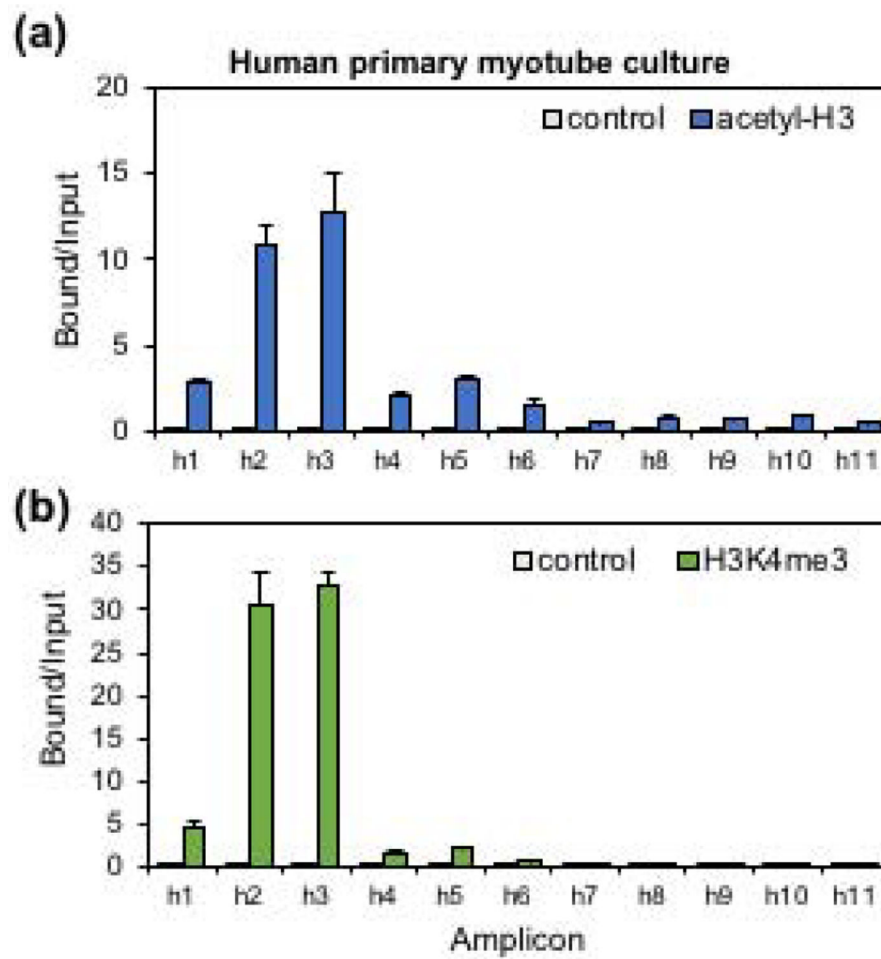 (a)
Human primary myotube culture
20
control acetyl-H3
15
Bound/Input
10
5
0
h1 h2 h3 h4 h5 h6 h7 h8 h9 h10 h11
(b)
40
control H3K4me3
35
30
25
Bound/Input
20
15
10
5
0
h1 h2 h3 h4 h5 h6 h7 h8 h9 h10 h11
Amplicon